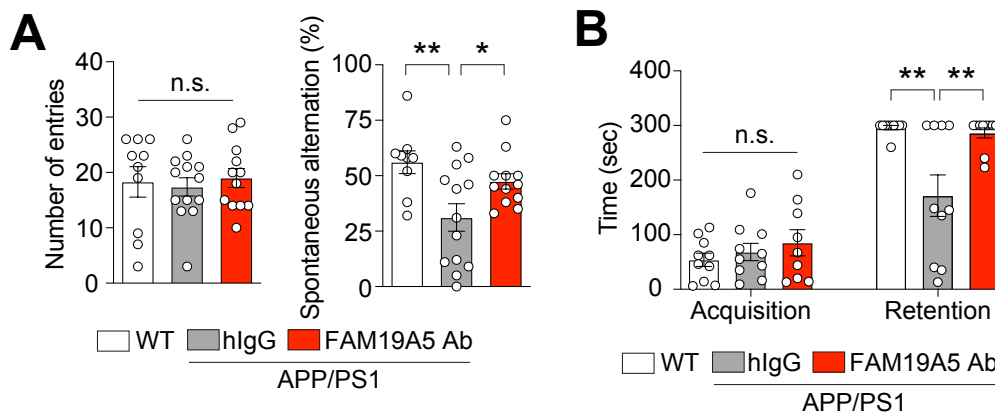 A
Number of entries
40
30
20
10
0
n.s.
Spontaneous alternation (%)
100
75
50
25
0
** *
WT hIgG FAM19A5 Ab
APP/PS1
B
Time (sec)
400
300
200
100
0
n.s.
** **
Acquisition Retention
WT hIgG FAM19A5 Ab
APP/PS1